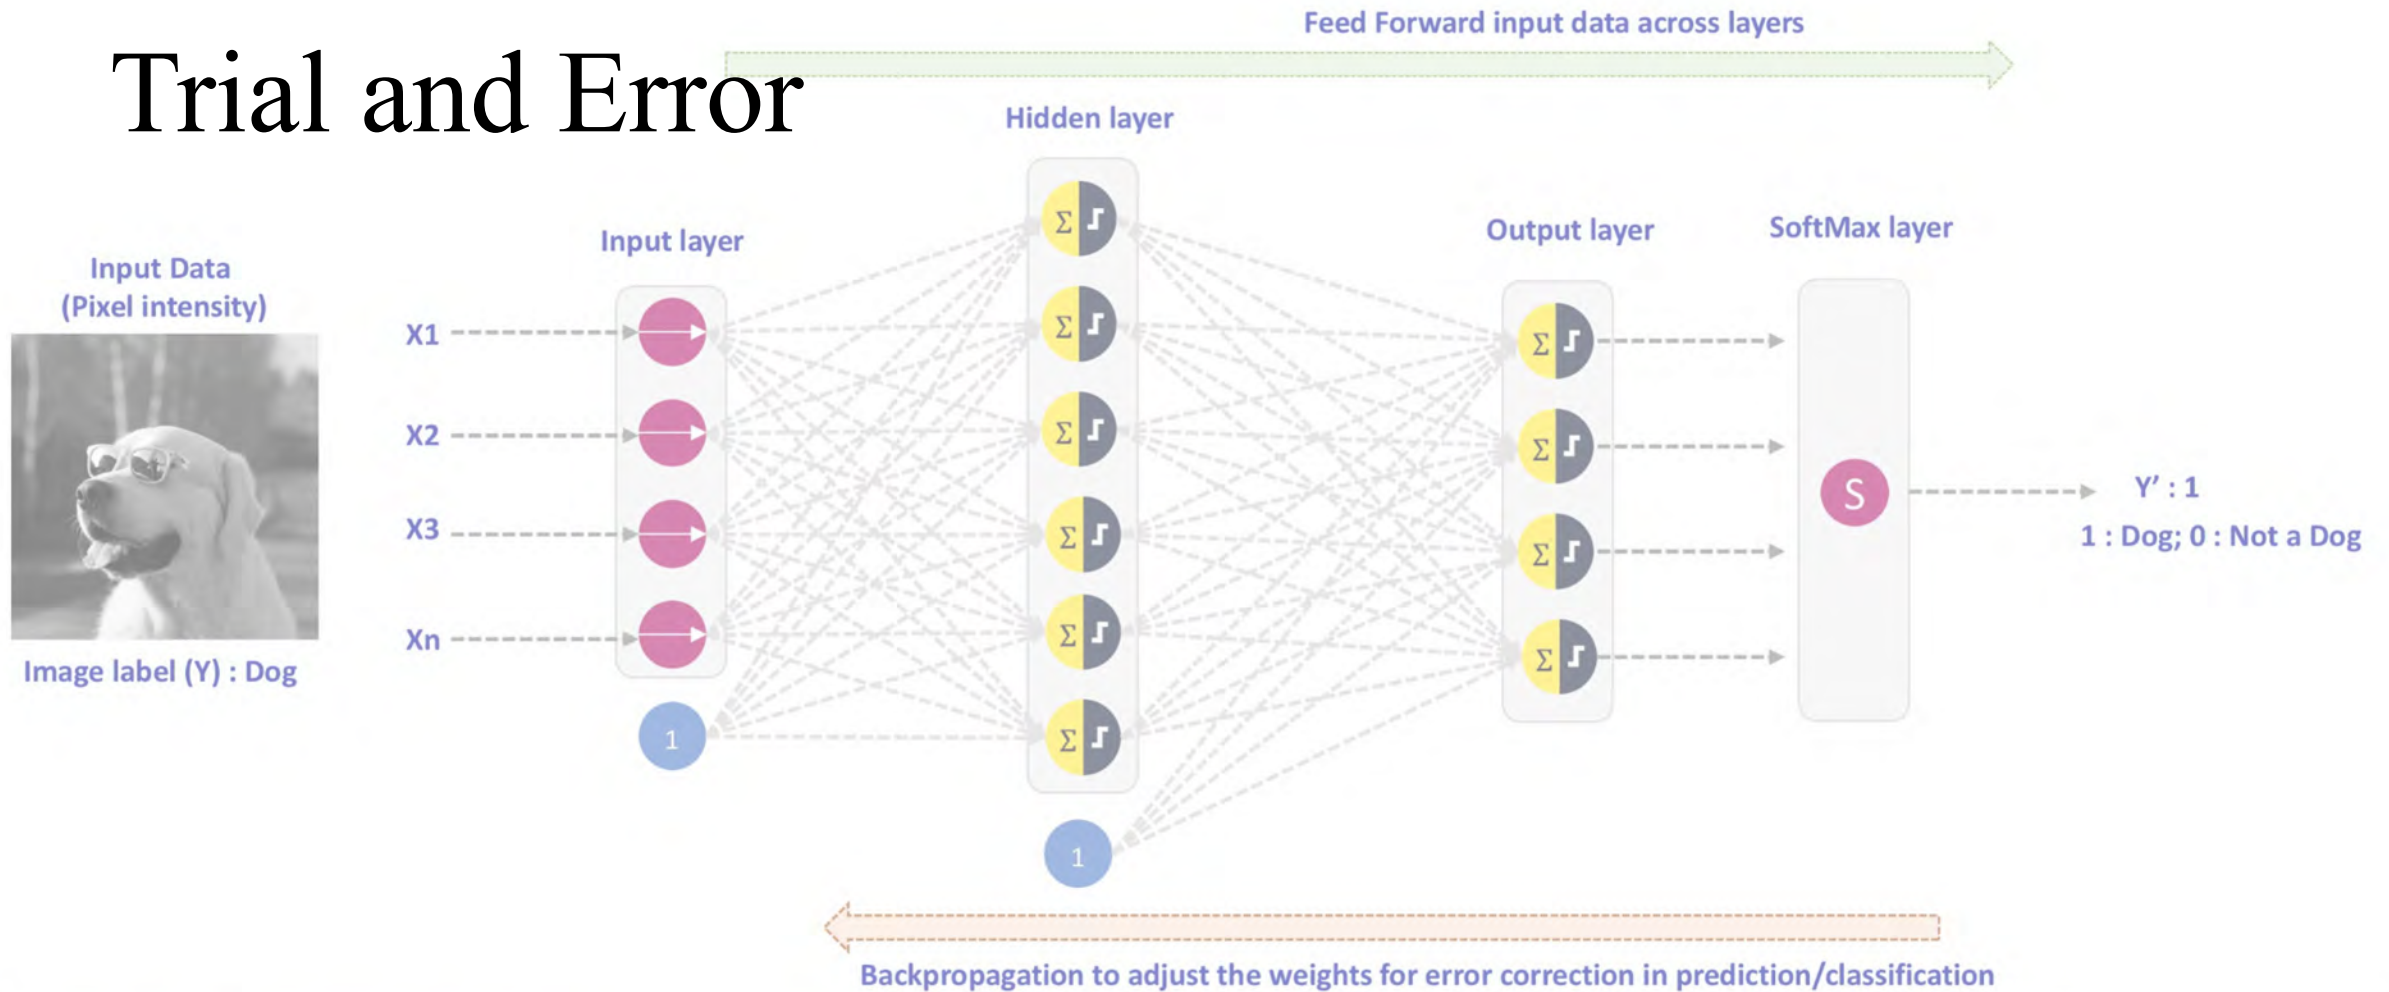 Feed Forward input data across layers
Trial and Error
Hidden layer
Input layer
Output layer
SoftMax layer
Input Data
(Pixel intensity)
X1
X2
X3
Xn
Image label (Y) : Dog
Σ
Σ
Σ
Σ
Σ
Σ
Σ
Σ
Σ
Σ
S
Y’ : 1
1 : Dog; 0 : Not a Dog
1
1
Backpropagation to adjust the weights for error correction in prediction/classification